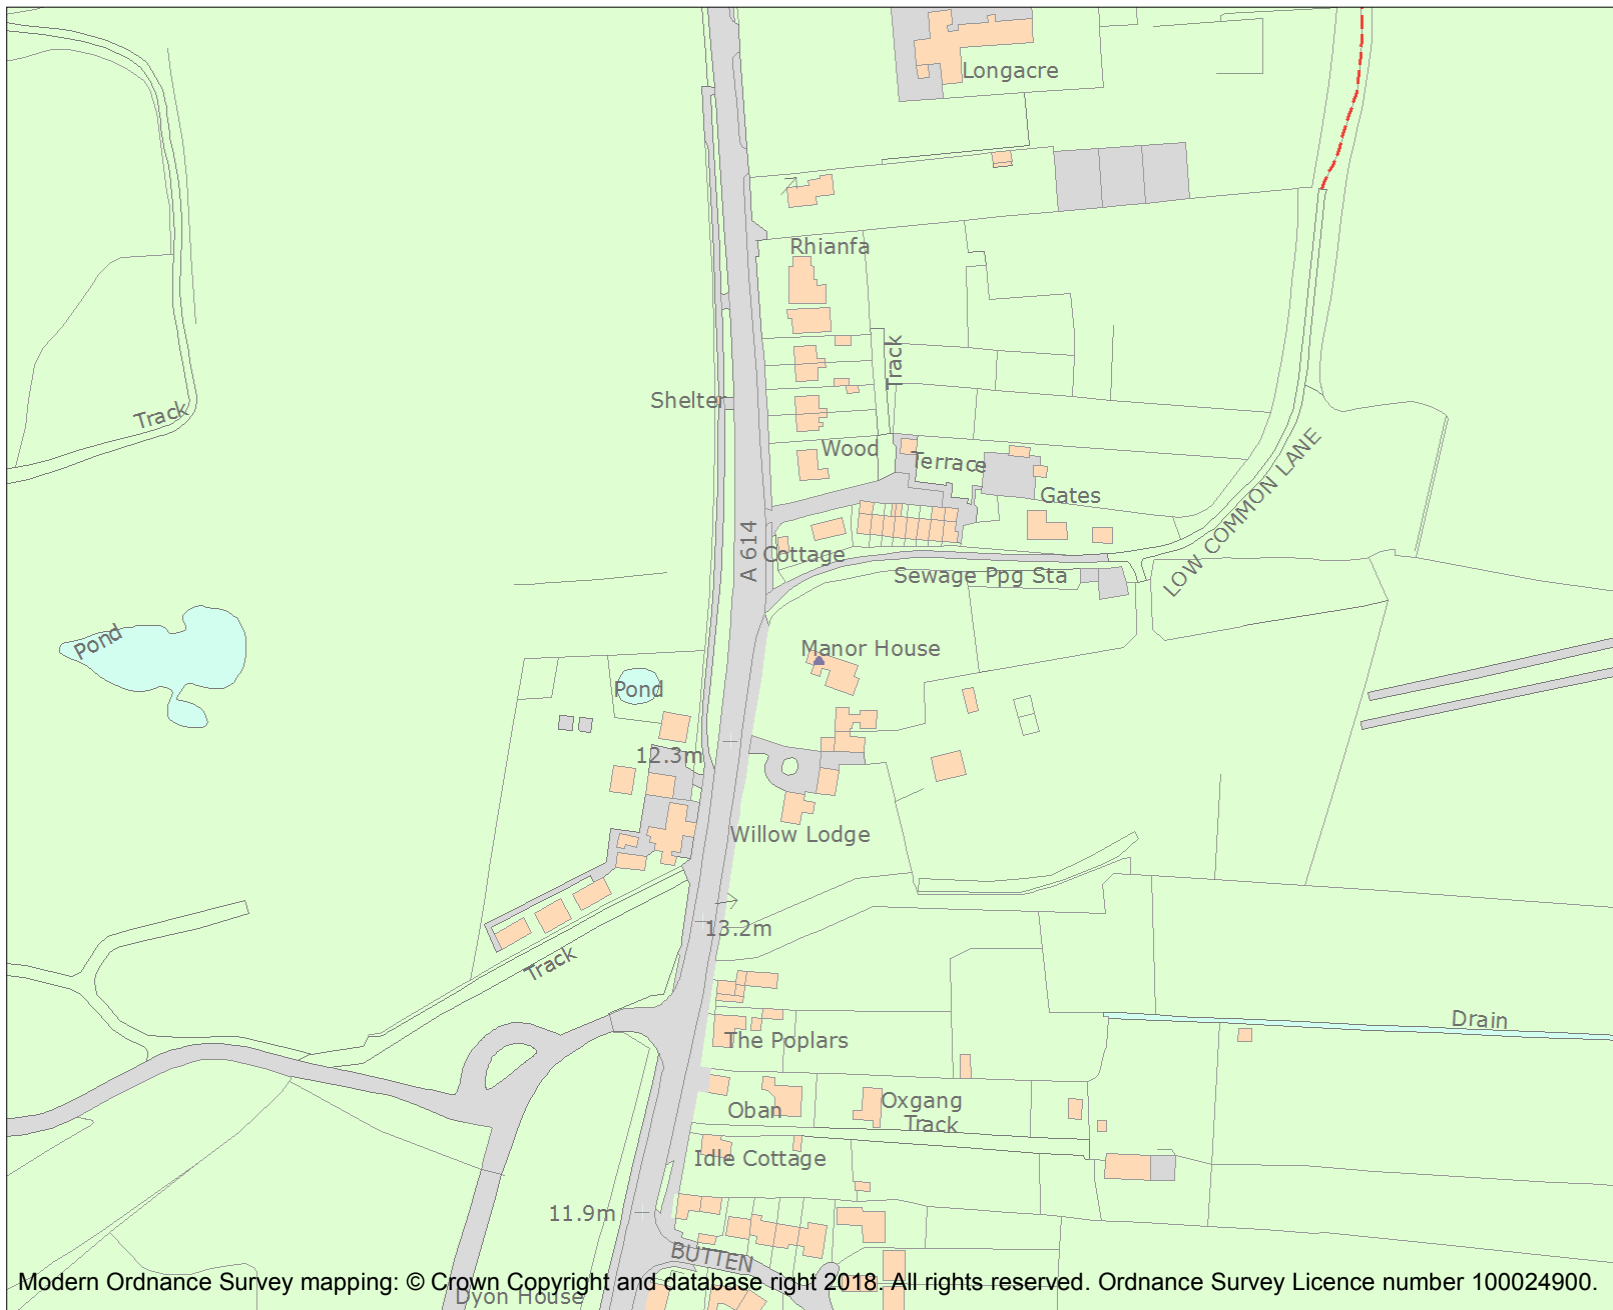 Longacre
Rhianfa
Track
Shelter
Track
Wood
Terrace
Gates
LOW COMMON LANE
A 614
Cottage
Sewage Ppg Sta
Pond
Manor House
Pond
12.3m
Willow Lodge
13.2m
Track
Drain
The Poplars
Oban
Oxgang
Track
Idle Cottage
11.9m
BUTTEN
Modern Ordnance Survey mapping: © Crown Copyright and database right 2018. All rights reserved. Ordnance Survey Licence number 100024900.
Dyon House